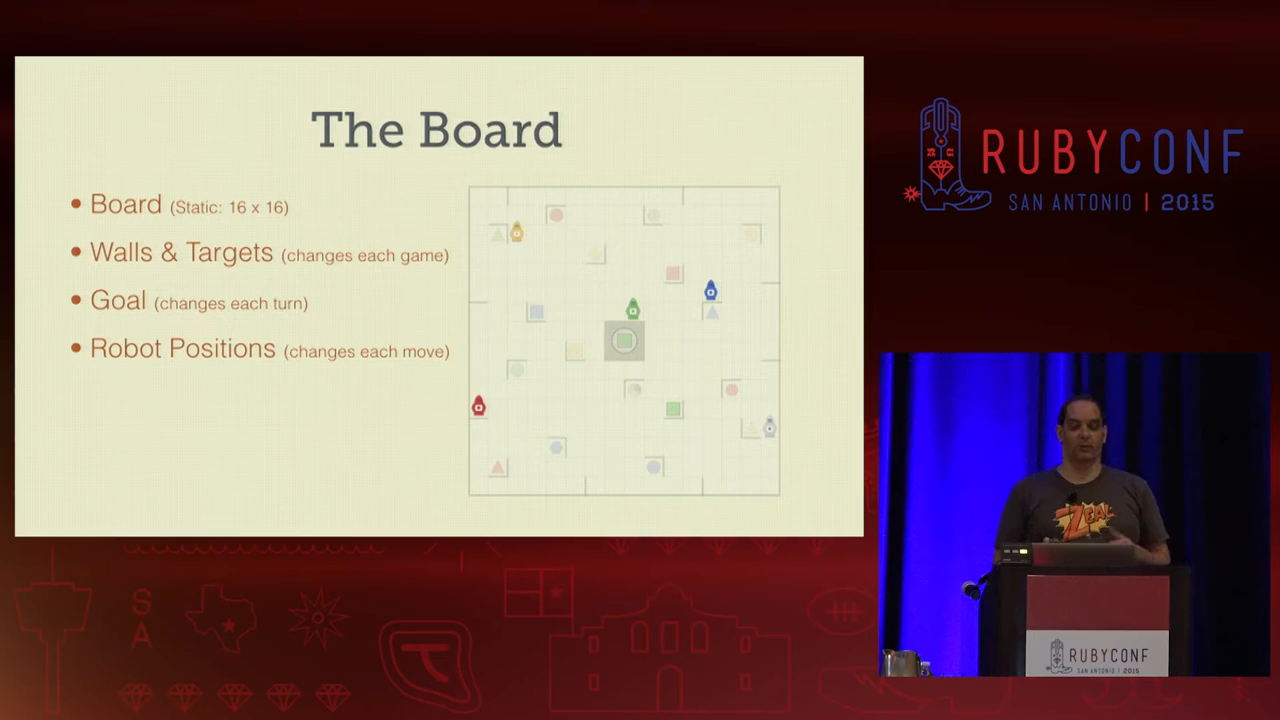 The Board
• Board (Static: 16 x 16)
• Walls & Targets (changes each game)
• Goal (changes each turn)
• Robot Positions (changes each move)
RUBYCONF
SAN ANTONIO | 2015
ZEAL
RUBYCONF
SAN ANTONIO | 2015
S
A